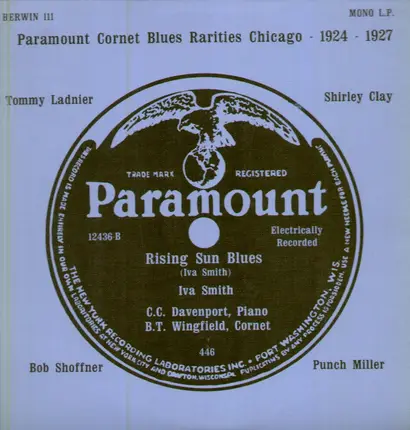 HERWIN 111
MONO L.P.
Paramount Cornet Blues Rarities Chicago - 1924 - 1927
Tommy Ladnier
Shirley Clay
TRADE MARK REGISTERED
Paramount
12436-B
Electrically
Recorded
Rising Sun Blues
(Iva Smith)
Iva Smith
C.C. Davenport, Piano
B.T. Wingfield, Cornet
446
THE NEW YORK RECORDING LABORATORIES INC. • PORT WASHINGTON, WIS.
Bob Shoffner
Punch Miller